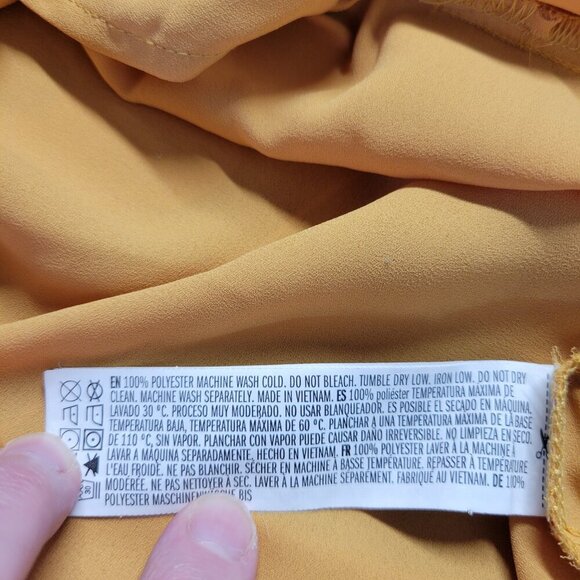 EN 100% POLYESTER MACHINE WASH COLD. DO NOT BLEACH. TUMBLE DRY LOW. IRON LOW. DO NOT DRY
CLEAN. MACHINE WASH SEPARATELY. MADE IN VIETNAM. ES 100% poliéster TEMPERATURA MÁXIMA DE
LAVADO 30 °C. PROCESO MUY MODERADO. NO USAR BLANQUEADOR. ES POSIBLE EL SECADO EN MÁQUINA,
TEMPERATURA BAJA, TEMPERATURA MÁXIMA DE 60 °C. PLANCHAR A UNA TEMPERATURA MÁXIMA DE LA BASE
DE 110 °C, SIN VAPOR. PLANCHAR CON VAPOR PUEDE CAUSAR DAÑO IRREVERSIBLE. NO LIMPIEZA EN SECO.
LAVAR A MÁQUINA SEPARADAMENTE. HECHO EN VIETNAM. FR 100% POLYESTER LAVER À LA MACHINE À
L'EAU FROIDE. NE PAS BLANCHIR. SÉCHER EN MACHINE À BASSE TEMPÉRATURE. REPASSER À TEMPÉRATURE
MODÉRÉE. NE PAS NETTOYER À SEC. LAVER À LA MACHINE SÉPARÉMENT. FABRIQUÉ AU VIETNAM. DE 100%
POLYESTER BIS